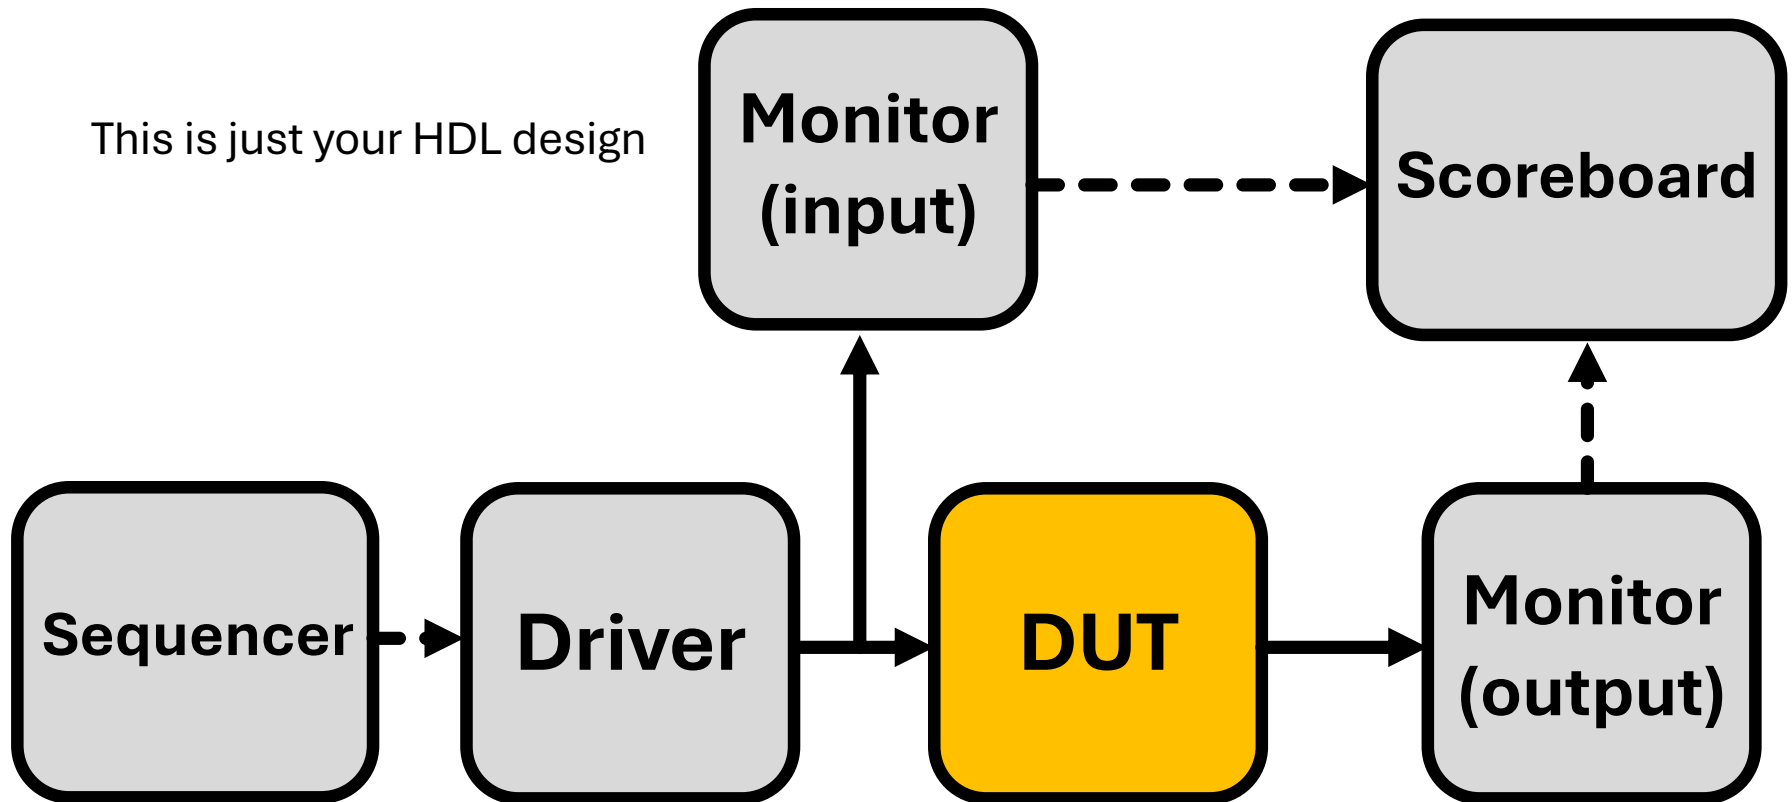 This is just your HDL design
Monitor
(input)
Scoreboard
Sequencer
Driver
DUT
Monitor
(output)